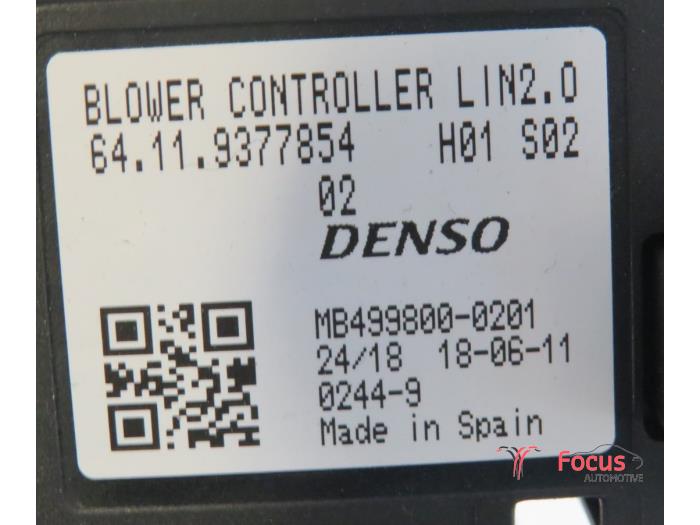 BLOWER CONTROLLER LIN2.0
64.11.9377854 H01 S02
02
DENSO
MB499800-0201
24/18 18-06-11
0244-9
Made in Spain
Focus
AUTOMOTIVE